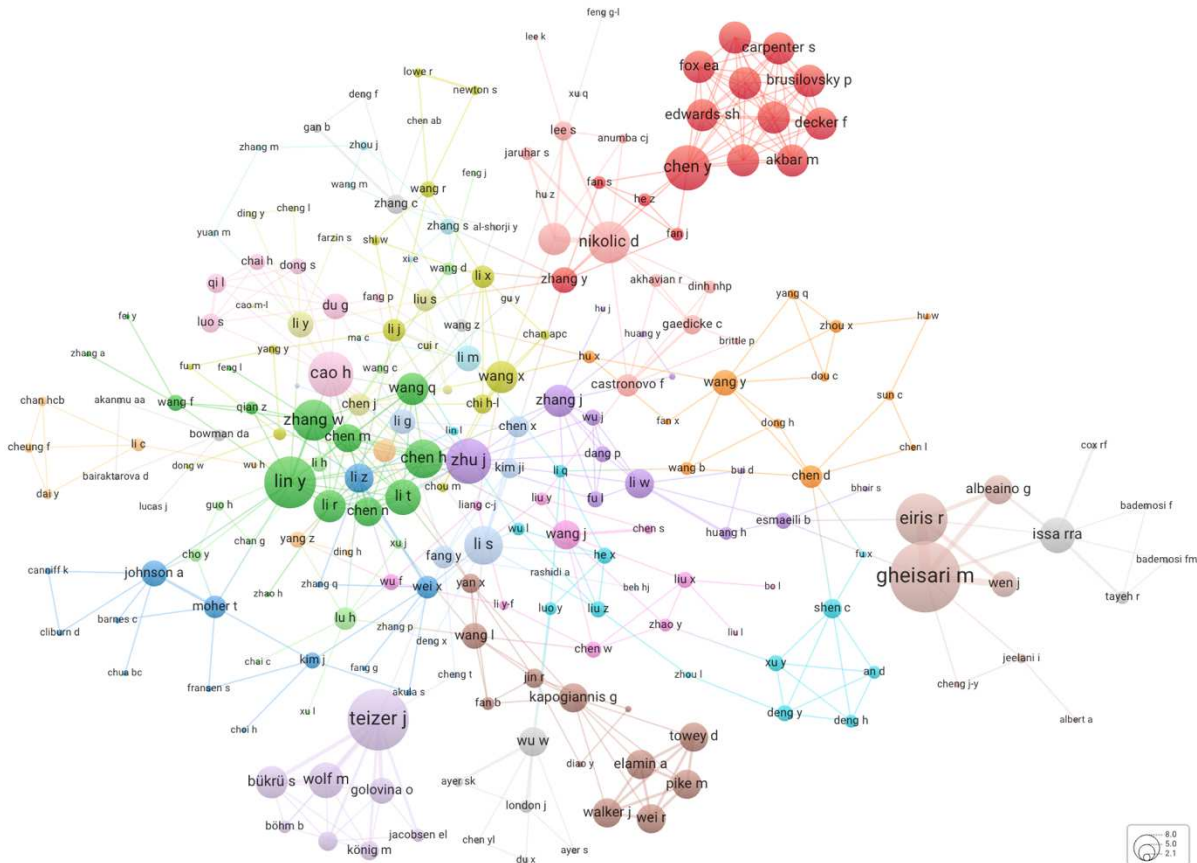 feng g-l
lee k
carpenter s
fox ea
brusilovsky p
lowe r
newton s
deng f
xu q
chen ab
gan b
edwards sh
decker f
lee s
anumba cj
zhang m
zhou j
jaruhar s
akbar m
chen y
feng j
wang m
wang r
fan s
zhang c
hu z
he z
ding y
cheng l
zhang s
al-shorji y
yuan m
farzin s
shi w
fan j
nikolic d
chai h
dong s
xi e
wang d
qi l
li x
zhang y
akhavian r
dinh nhp
cao m-l
fang p
liu s
gu y
yang q
du g
hu j
luo s
li y
li j
wang z
gaedicke c
zhou x
hu w
fei y
ma c
cui r
chan apc
huang y
brittle p
yang y
li m
hu x
zhang a
fu m
feng l
cao h
wang c
wang x
dou c
wang q
castronovo f
wang y
sun c
chan hcb
akanmu aa
wang f
qian z
chen j
chi h-l
zhang j
zhang w
li g
wu j
fan x
dong h
cheung f
li c
bowman da
chen m
lin l
chen x
chen l
cox rf
bairaktarova d
dong w
wu h
li h
chen h
zhu j
kim ji
dang p
wang b
bui d
dai y
lin y
li z
chou m
li q
li w
chen d
albeaino g
bademosi f
lucas j
guo h
li r
chen n
li t
liang c-j
liu y
fu l
bhoir s
eiris r
issa rra
chang g
xu j
wu l
wang j
chen s
huang h
esmaeili b
cho y
yang z
ding h
fang y
li s
he x
fu x
bademosi fm
canniff k
johnson a
zhang q
wu f
wei x
yan x
rashidi a
beh hj
liu x
bo l
gheisari m
wen j
tayeh r
zhao h
li y-f
luo y
liu z
barnes c
moher t
lu h
zhang p
deng x
wang l
zhao y
liu l
shen c
cliburn d
chen w
chua bc
chai c
kim j
fang g
cheng t
zhou l
xu y
an d
jeelani i
fransen s
akula s
jin r
cheng j-y
kapogiannis g
fan b
deng y
deng h
albert a
choi h
xu l
teizer j
wu w
towey d
diao y
elamin a
bükrü s
wolf m
golovina o
ayer sk
pike m
london j
walker j
wei r
böhm b
jacobsen el
könig m
chen yl
ayer s
du x
8.0
5.0
2.1